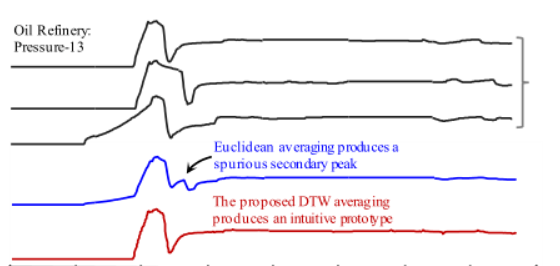 Oil Refinery:
Pressure-13
Euclidean averaging produces a
spurious secondary peak
The proposed DTW averaging
produces an intuitive prototype